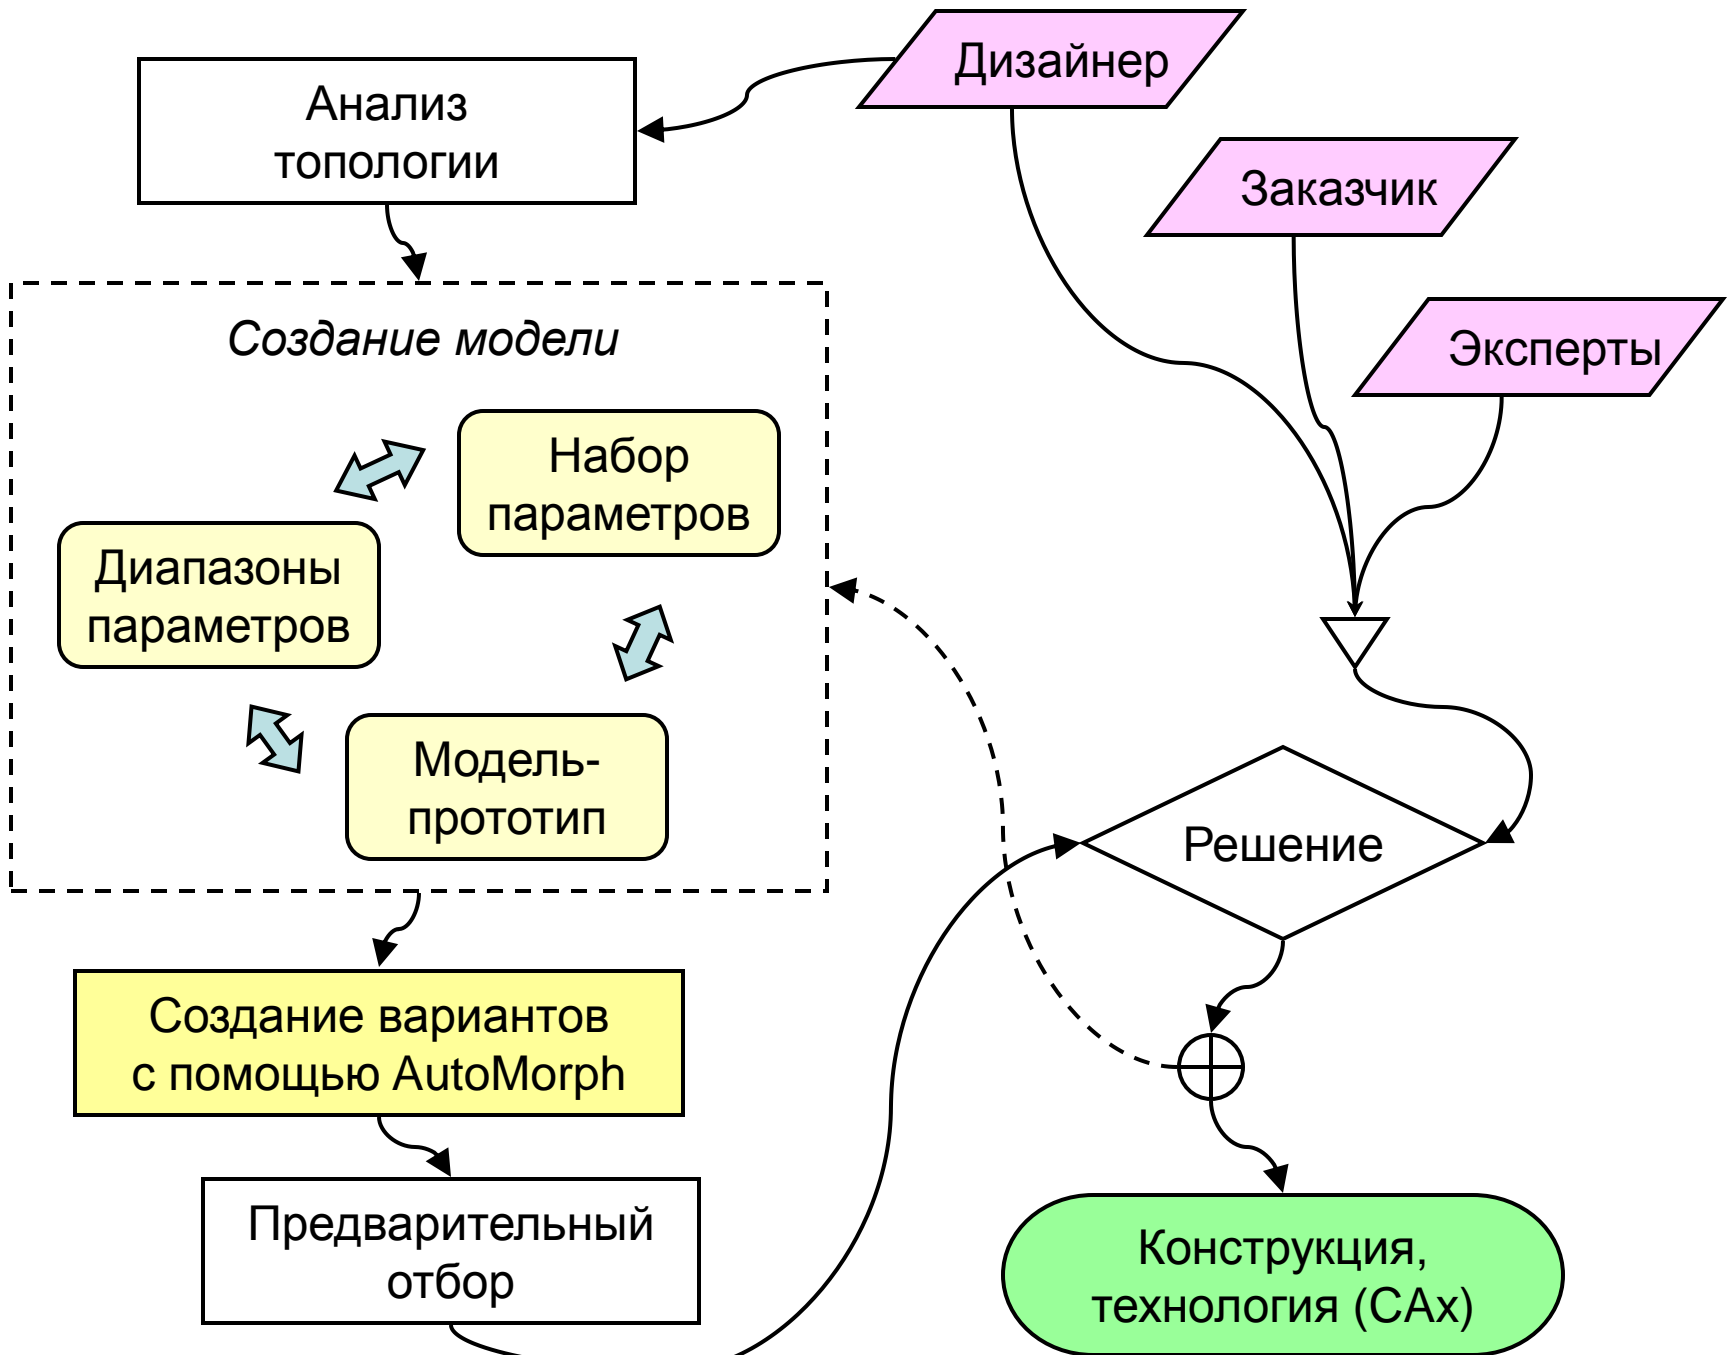 Дизайнер
Анализ
топологии
Заказчик
Эксперты
Создание модели
Набор
параметров
Диапазоны
параметров
Модель-
прототип
Решение
Создание вариантов
с помощью AutoMorph
Предварительный
отбор
Конструкция,
технология (CAx)